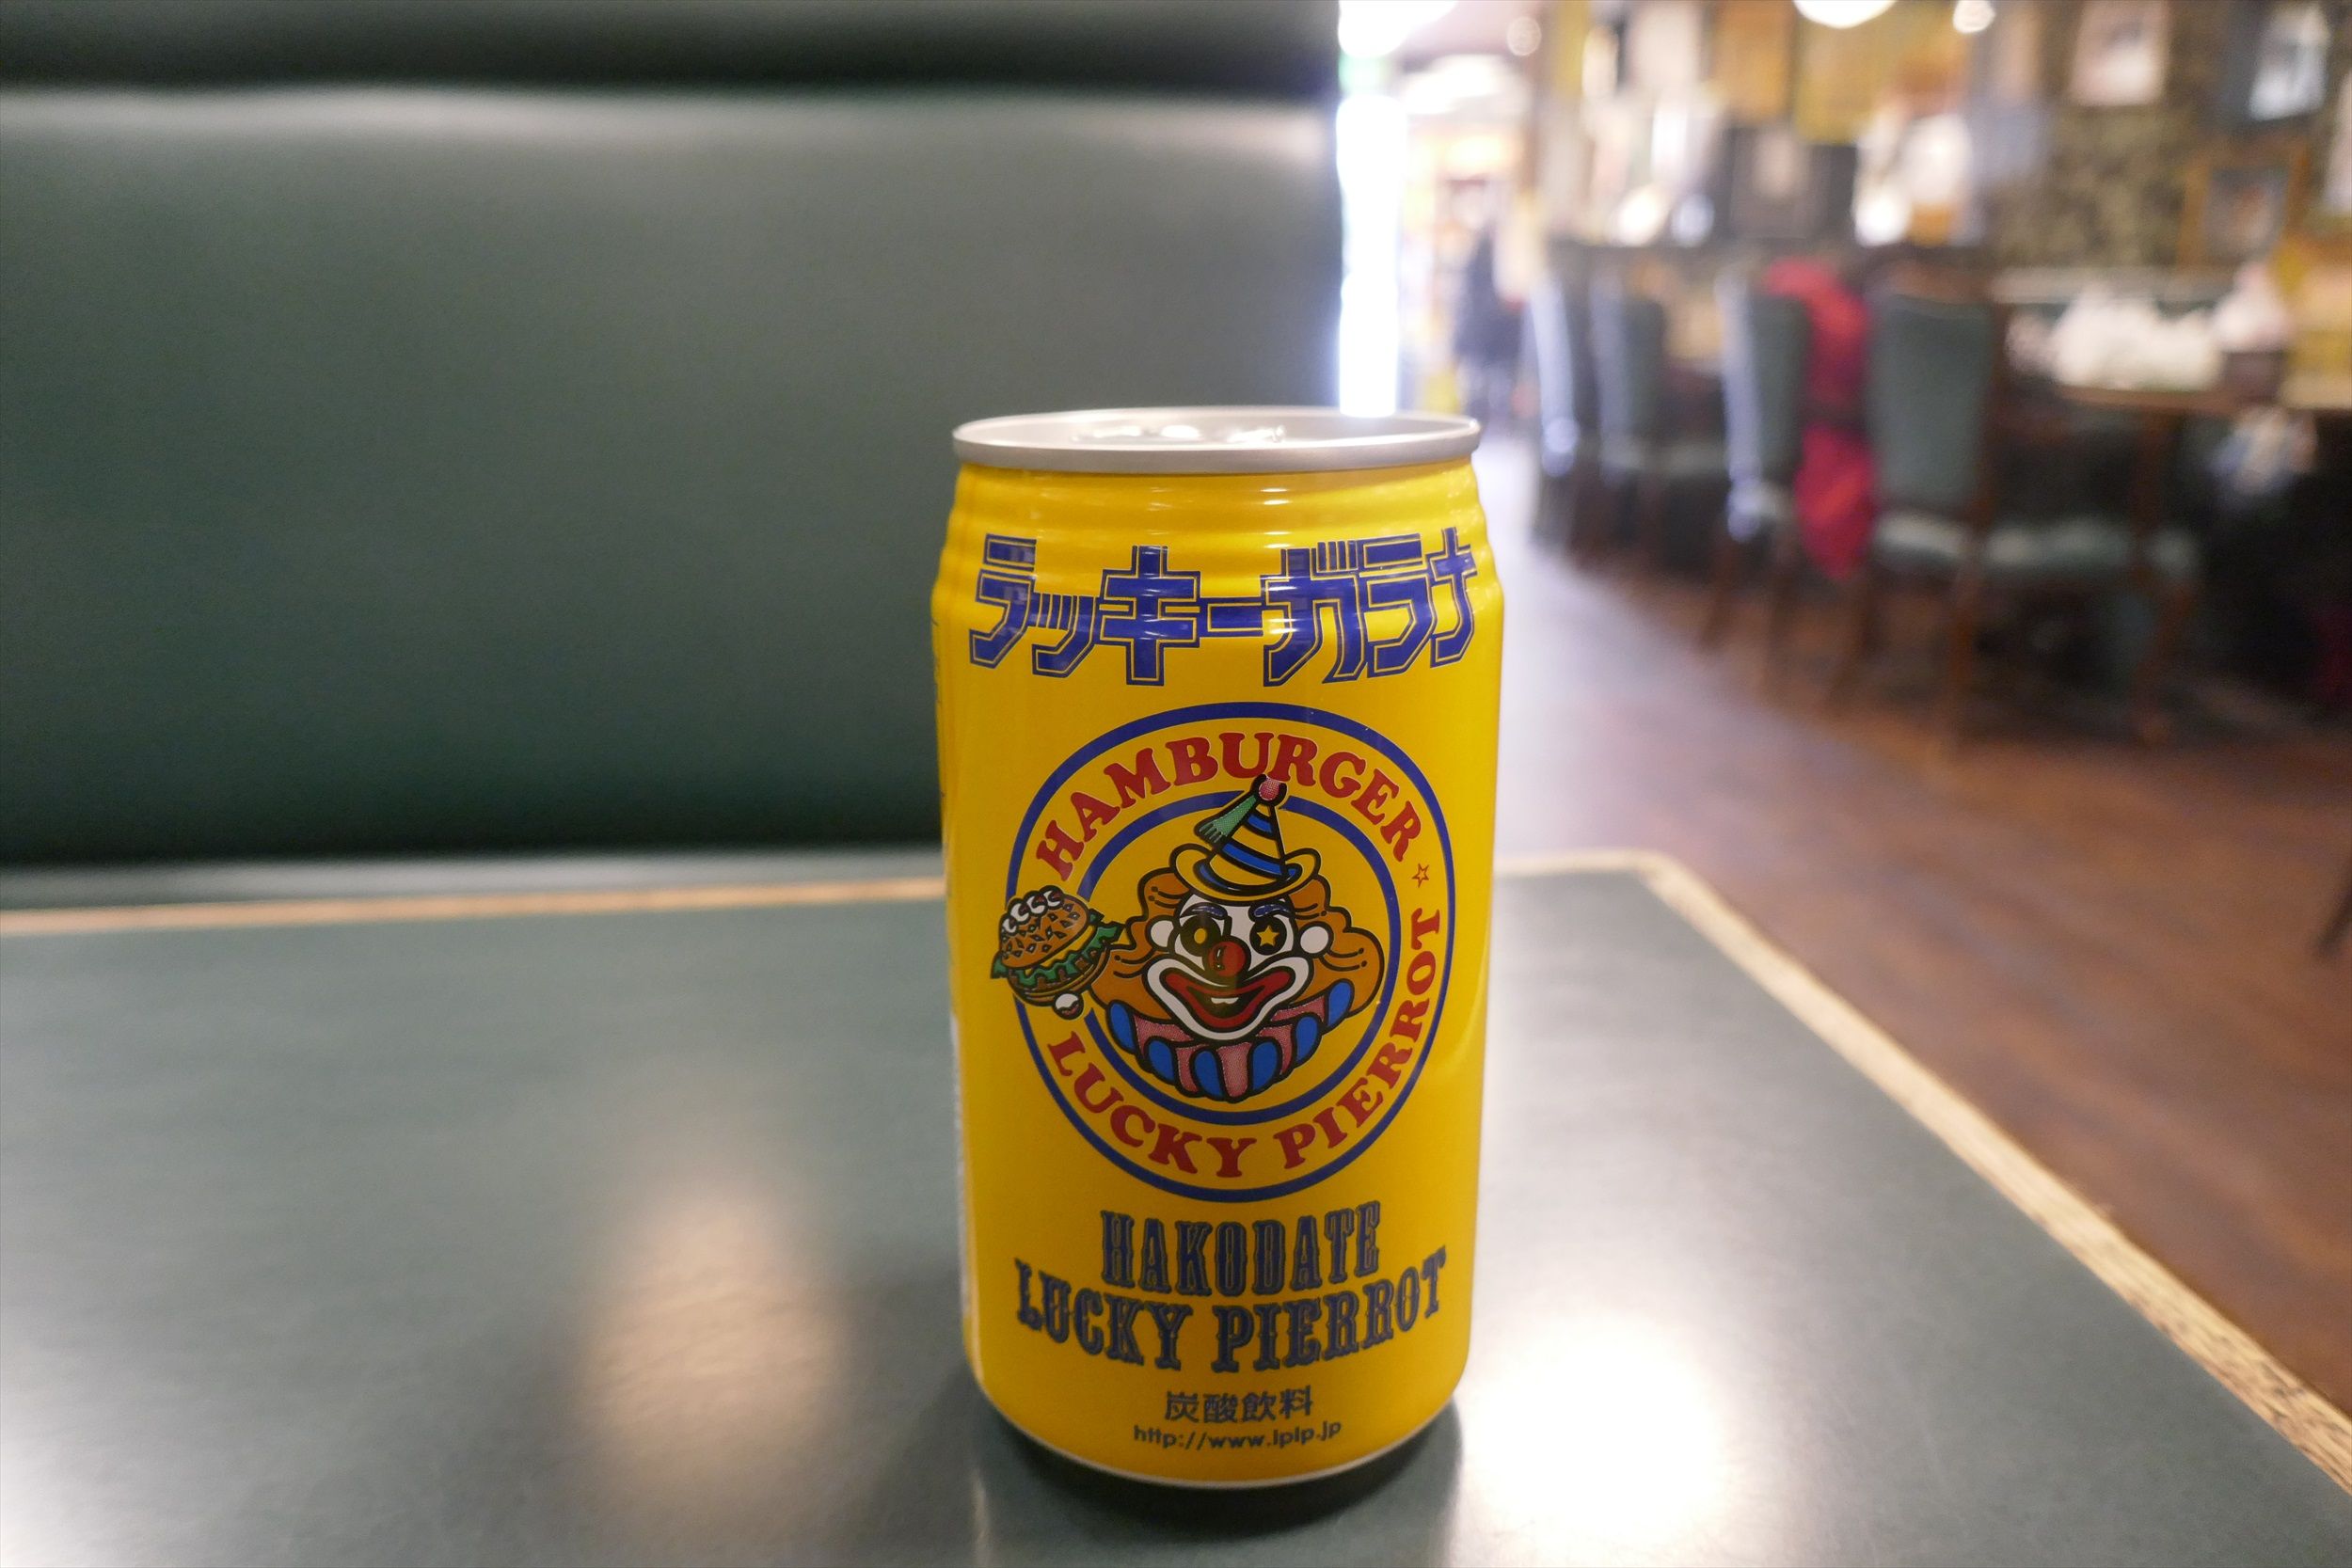 ラッキーガラナ
HAMBURGER ☆
LUCKY PIERROT
HAKODATE
LUCKY PIERROT
炭酸飲料
http://www.lplp.jp